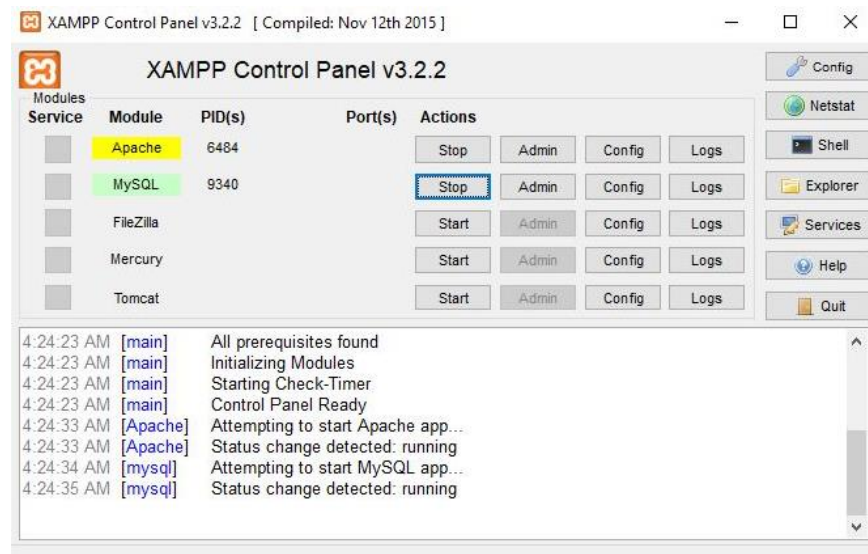 XAMPP Control Panel v3.2.2 [ Compiled: Nov 12th 2015 ]
XAMPP Control Panel v3.2.2
Config
Modules
Service Module PID(s) Port(s) Actions
Netstat
Apache 6484 Stop Admin Config Logs
Shell
MySQL 9340 Stop Admin Config Logs
Explorer
FileZilla Start Admin Config Logs
Services
Mercury Start Admin Config Logs
Help
Tomcat Start Admin Config Logs
Quit
4:24:23 AM [main] All prerequisites found
4:24:23 AM [main] Initializing Modules
4:24:23 AM [main] Starting Check-Timer
4:24:23 AM [main] Control Panel Ready
4:24:33 AM [Apache] Attempting to start Apache app...
4:24:33 AM [Apache] Status change detected: running
4:24:34 AM [mysql] Attempting to start MySQL app...
4:24:35 AM [mysql] Status change detected: running